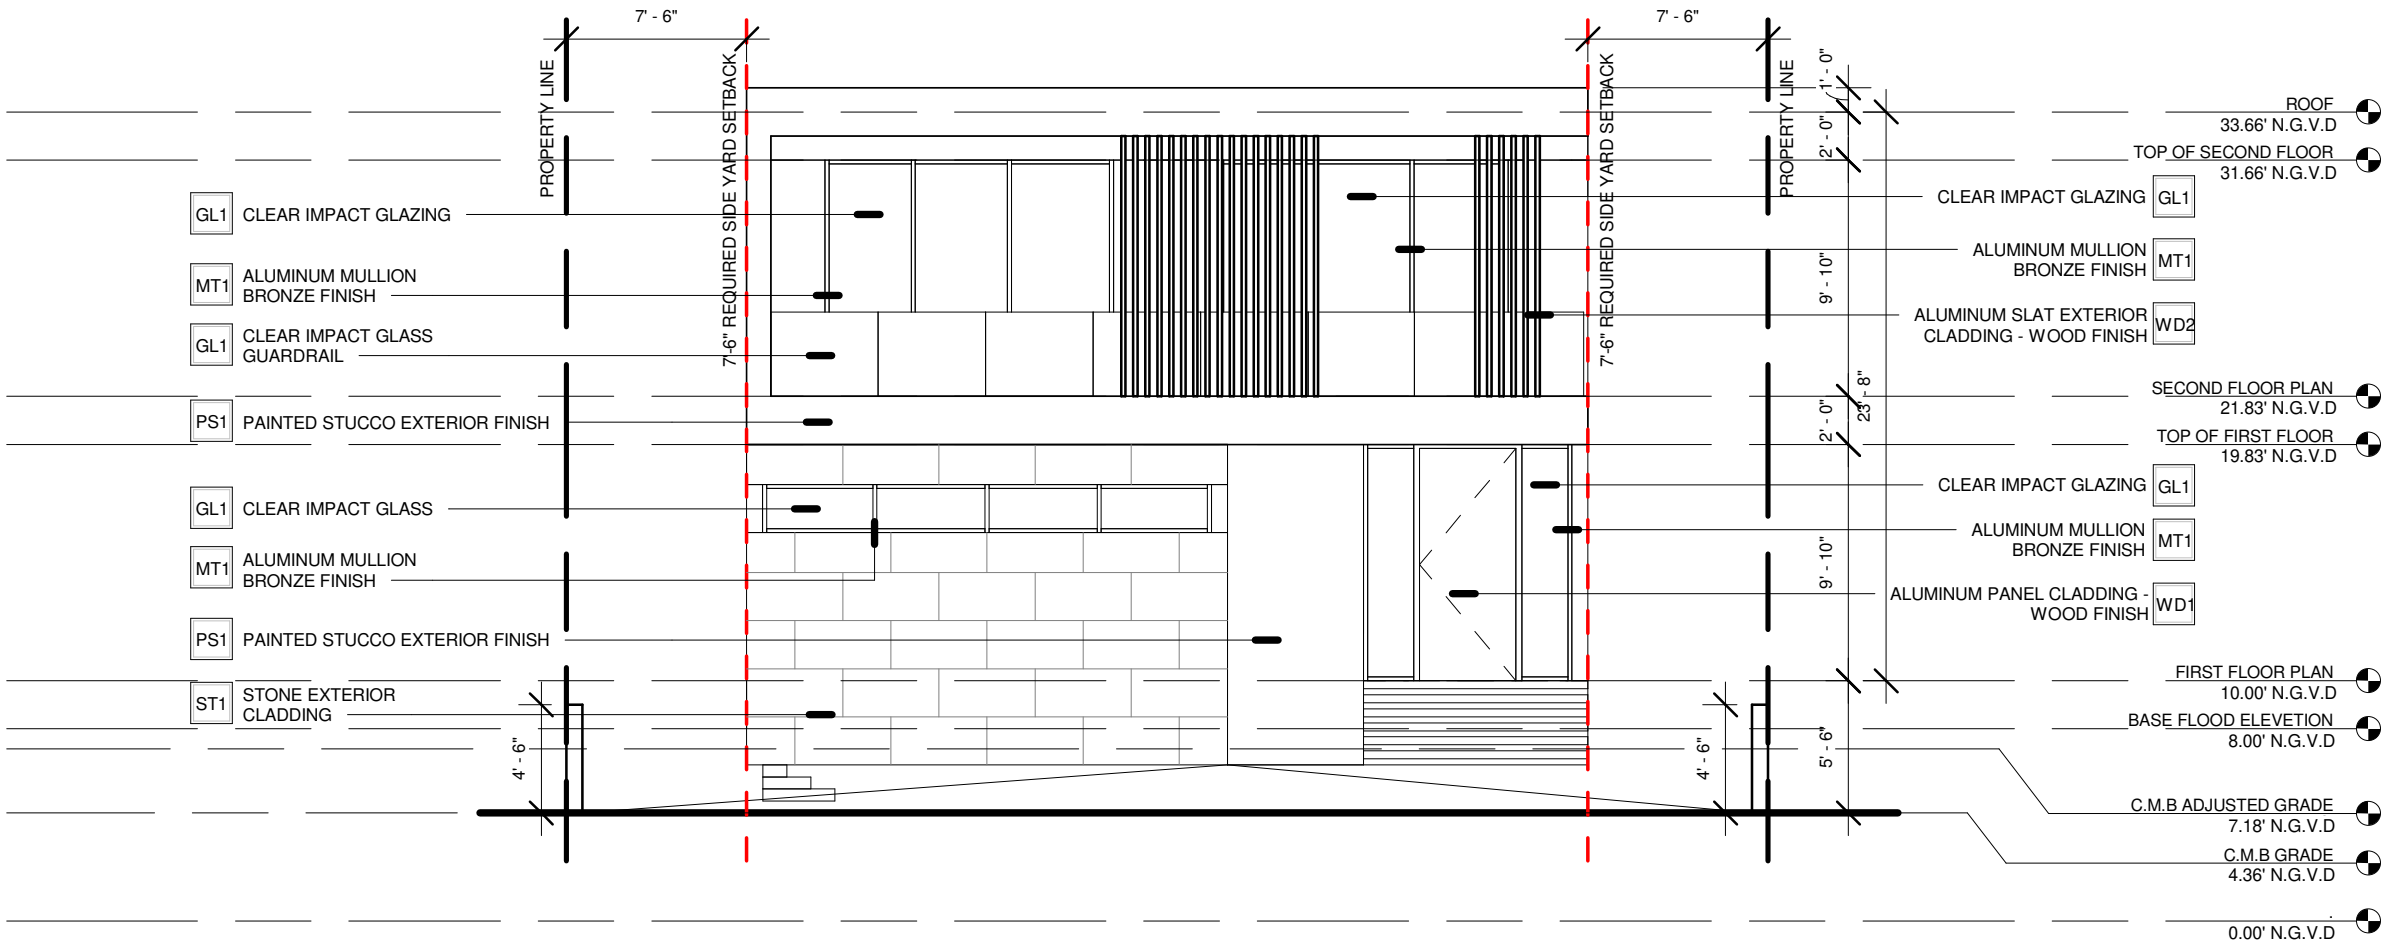 7' - 6"
7' - 6"
PROPERTY LINE
7'-6" REQUIRED SIDE YARD SETBACK
7'-6" REQUIRED SIDE YARD SETBACK
PROPERTY LINE
GL1 CLEAR IMPACT GLAZING
MT1 ALUMINUM MULLION
BRONZE FINISH
GL1 CLEAR IMPACT GLASS
GUARDRAIL
PS1 PAINTED STUCCO EXTERIOR FINISH
GL1 CLEAR IMPACT GLASS
MT1 ALUMINUM MULLION
BRONZE FINISH
PS1 PAINTED STUCCO EXTERIOR FINISH
ST1 STONE EXTERIOR
CLADDING
4' - 6"
4' - 6"
1' - 0"
2' - 0"
9' - 10"
2' - 0"
23' - 8"
9' - 10"
5' - 6"
ROOF
33.66' N.G.V.D
TOP OF SECOND FLOOR
31.66' N.G.V.D
CLEAR IMPACT GLAZING GL1
ALUMINUM MULLION
BRONZE FINISH MT1
ALUMINUM SLAT EXTERIOR
CLADDING - WOOD FINISH WD2
SECOND FLOOR PLAN
21.83' N.G.V.D
TOP OF FIRST FLOOR
19.83' N.G.V.D
CLEAR IMPACT GLAZING GL1
ALUMINUM MULLION
BRONZE FINISH MT1
ALUMINUM PANEL CLADDING -
WOOD FINISH WD1
FIRST FLOOR PLAN
10.00' N.G.V.D
BASE FLOOD ELEVETION
8.00' N.G.V.D
C.M.B ADJUSTED GRADE
7.18' N.G.V.D
C.M.B GRADE
4.36' N.G.V.D
.
0.00' N.G.V.D